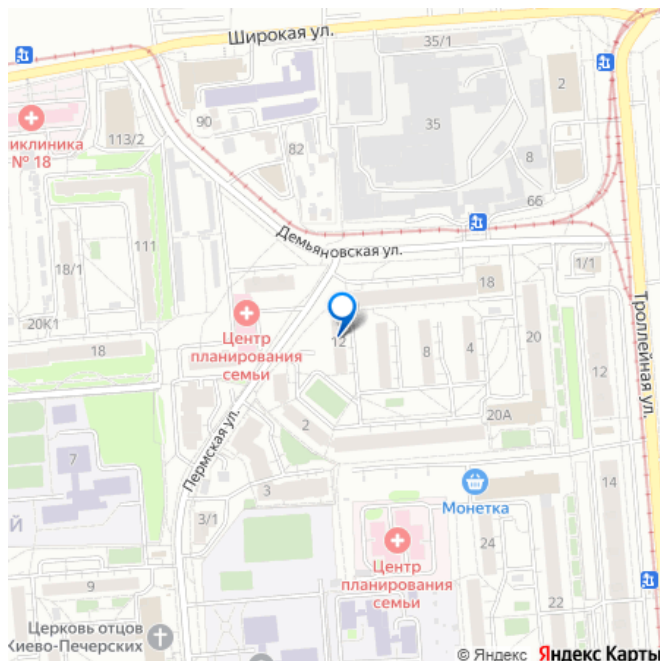 Широкая ул.
35/1
2
90
113/2
35
иклиника
№ 18
82
8
66
Демьяновская ул.
111
18/1
1/1
18
20К1
Центр
планирования
семьи
12
8
4
20
Троллейная ул.
18
12
2
20А
Пермская ул.
7
3
Монетка
14
3/1
Й
Центр
планирования
семьи
24
9
22
Церковь отцов
Киево-Печерских
© Яндекс Яндекс Карты